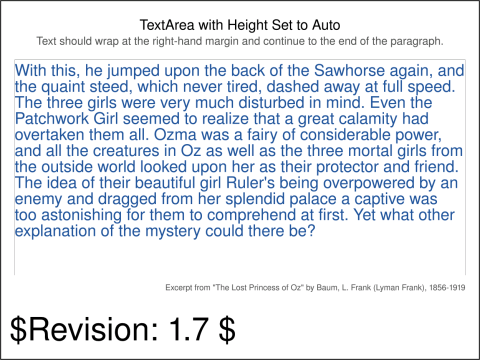 TextArea with Height Set to Auto
Text should wrap at the right-hand margin and continue to the end of the paragraph.
With this, he jumped upon the back of the Sawhorse again, and
the quaint steed, which never tired, dashed away at full speed.
The three girls were very much disturbed in mind. Even the
Patchwork Girl seemed to realize that a great calamity had
overtaken them all. Ozma was a fairy of considerable power,
and all the creatures in Oz as well as the three mortal girls from
the outside world looked upon her as their protector and friend.
The idea of their beautiful girl Ruler's being overpowered by an
enemy and dragged from her splendid palace a captive was
too astonishing for them to comprehend at first. Yet what other
explanation of the mystery could there be?
Excerpt from "The Lost Princess of Oz" by Baum, L. Frank (Lyman Frank), 1856-1919
$Revision: 1.7 $